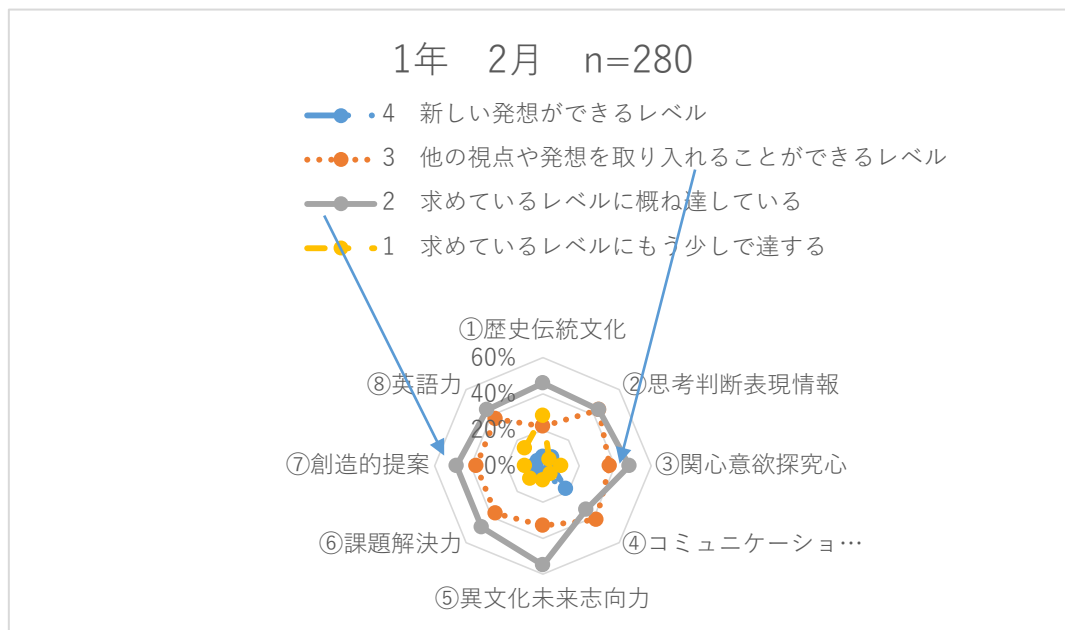 1年 2月 n=280
4 新しい発想ができるレベル
3 他の視点や発想を取り入れることができるレベル
2 求めているレベルに概ね達している
1 求めているレベルにもう少しで達する
①歴史伝統文化
60%
⑧英語力 40% ②思考判断表現情報
20%
⑦創造的提案 0% ③関心意欲探究心
⑥課題解決力 ④コミュニケーショ…
⑤異文化未来志向力